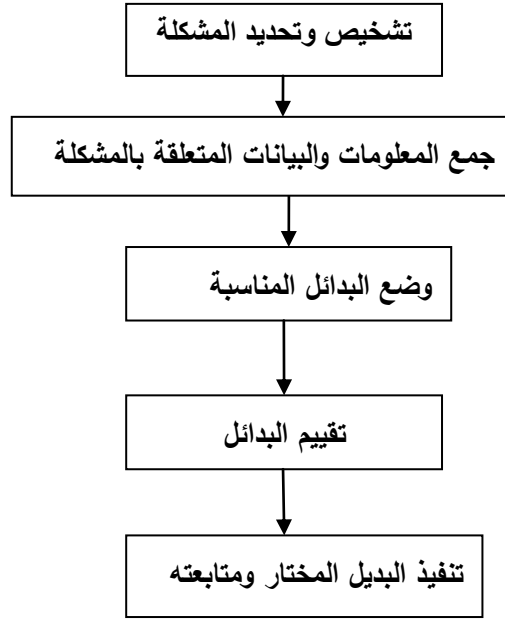 تشخيص وتحديد المشكلة
جمع المعلومات والبيانات المتعلقة بالمشكلة
وضع البدائل المناسبة
تقييم البدائل
تنفيذ البديل المختار ومتابعته